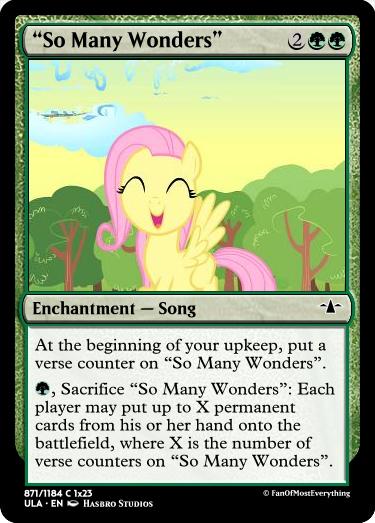 “So Many Wonders” 2
Enchantment — Song
At the beginning of your upkeep, put a
verse counter on “So Many Wonders”.
, Sacrifice “So Many Wonders”: Each
player may put up to X permanent
cards from his or her hand onto the
battlefield, where X is the number of
verse counters on “So Many Wonders”.
871/1184 C 1x23
ULA · EN Hasbro Studios
© FanOfMostEverything